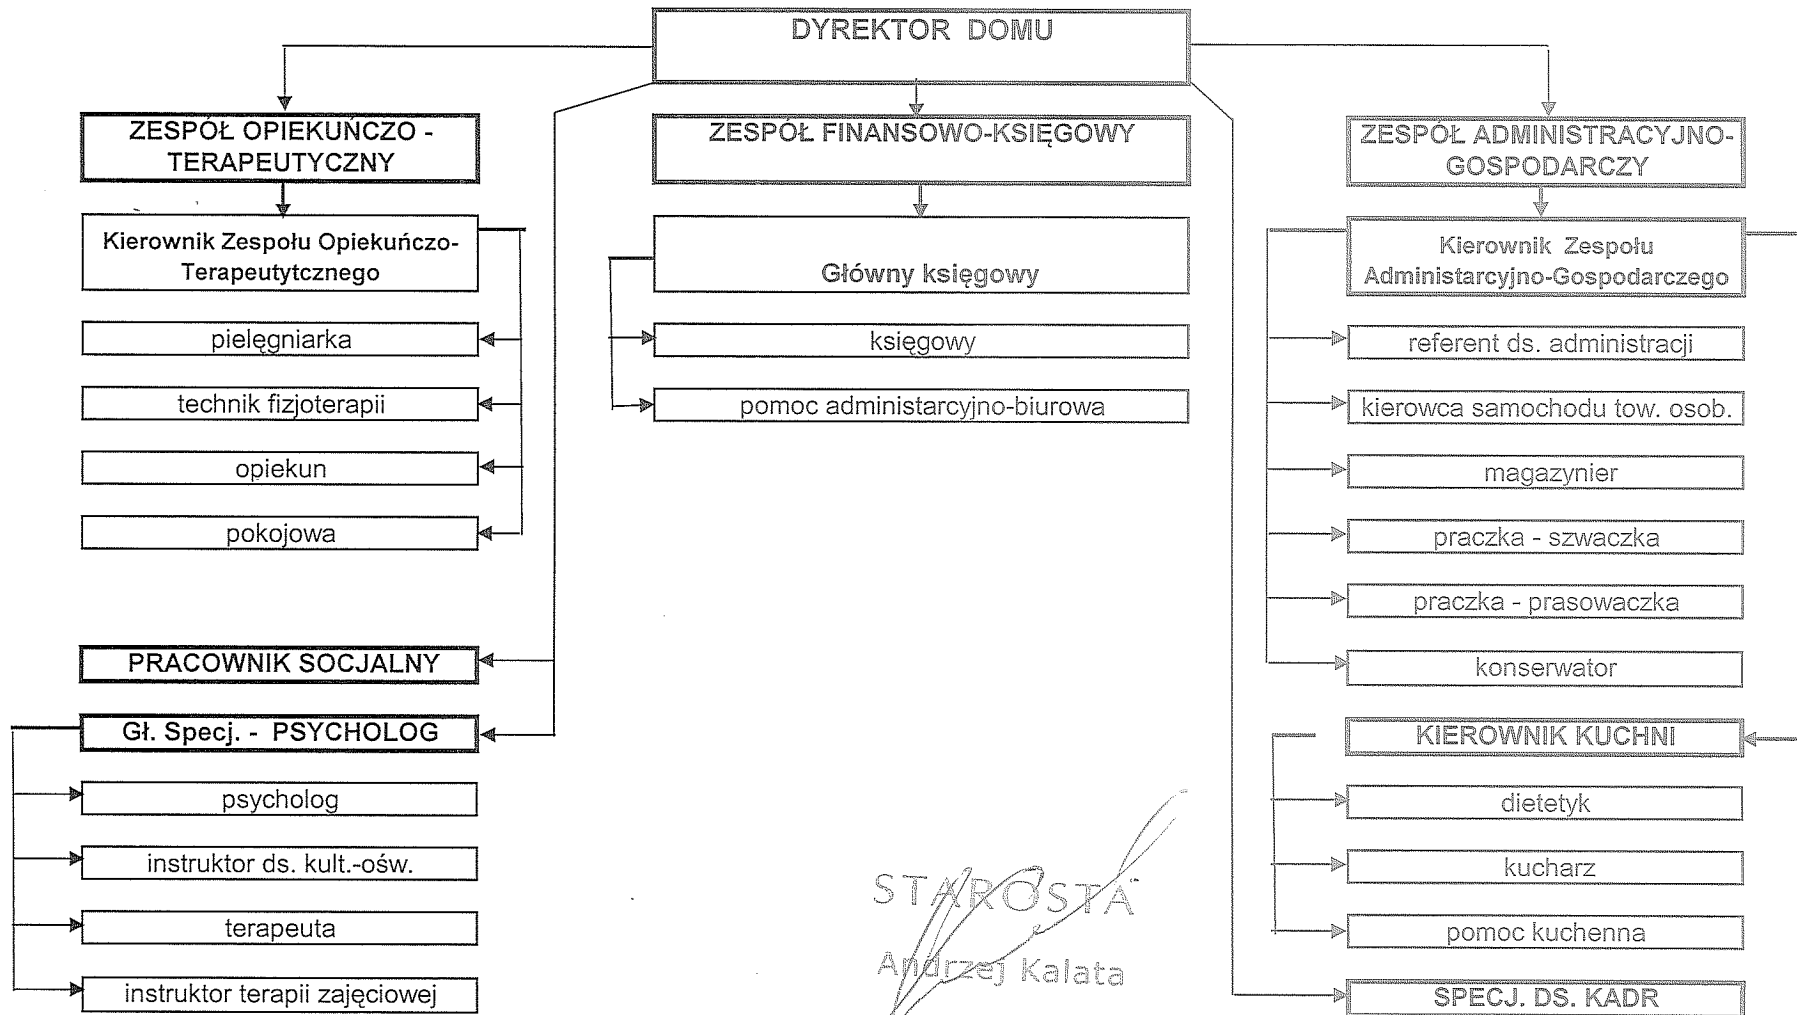 DYREKTOR DOMU
ZESPÓŁ OPIEKUŃCZO -
TERAPEUTYCZNY
Kierownik Zespołu Opiekuńczo-
Terapeutytcznego
pielęgniarka
technik fizjoterapii
opiekun
pokojowa
PRACOWNIK SOCJALNY
Gł. Specj. - PSYCHOLOG
psycholog
instruktor ds. kult.-ośw.
terapeuta
instruktor terapii zajęciowej
ZESPÓŁ FINANSOWO-KSIĘGOWY
Główny księgowy
księgowy
pomoc administarcyjno-biurowa
STAROSTA
Andrzej Kalata
ZESPÓŁ ADMINISTRACYJNO-
GOSPODARCZY
Kierownik Zespołu
Administarcyjno-Gospodarczego
referent ds. administracji
kierowca samochodu tow. osob.
magazynier
praczka - szwaczka
praczka - prasowaczka
konserwator
KIEROWNIK KUCHNI
dietetyk
kucharz
pomoc kuchenna
SPECJ. DS. KADR